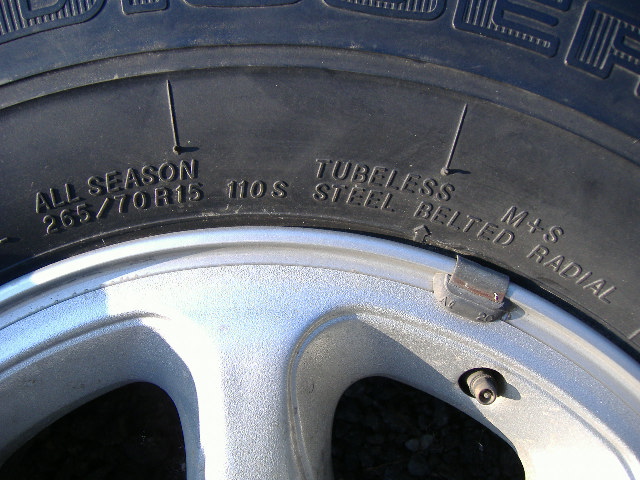 ALL SEASON
265/70R15 110S
TUBELESS M+S
STEEL BELTED RADIAL